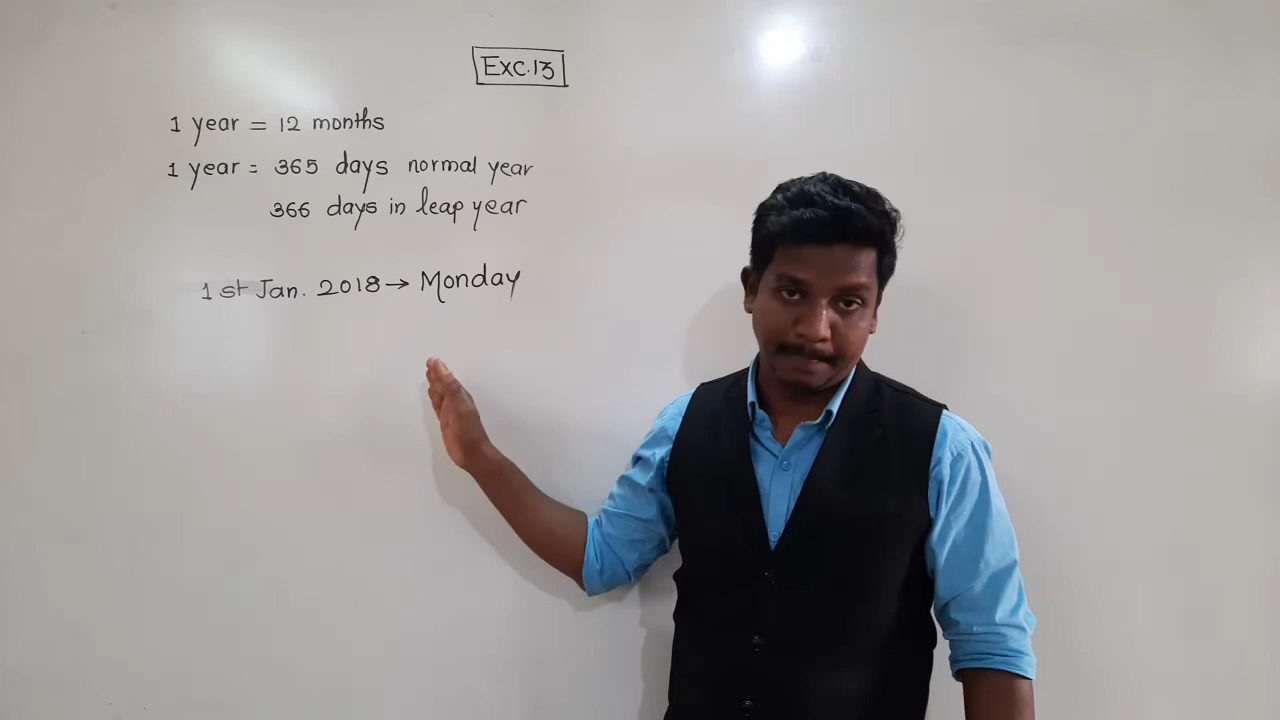 Exc.13
1 year = 12 months
1 year = 365 days normal year
366 days in leap year
1 st Jan. 2018 → Monday